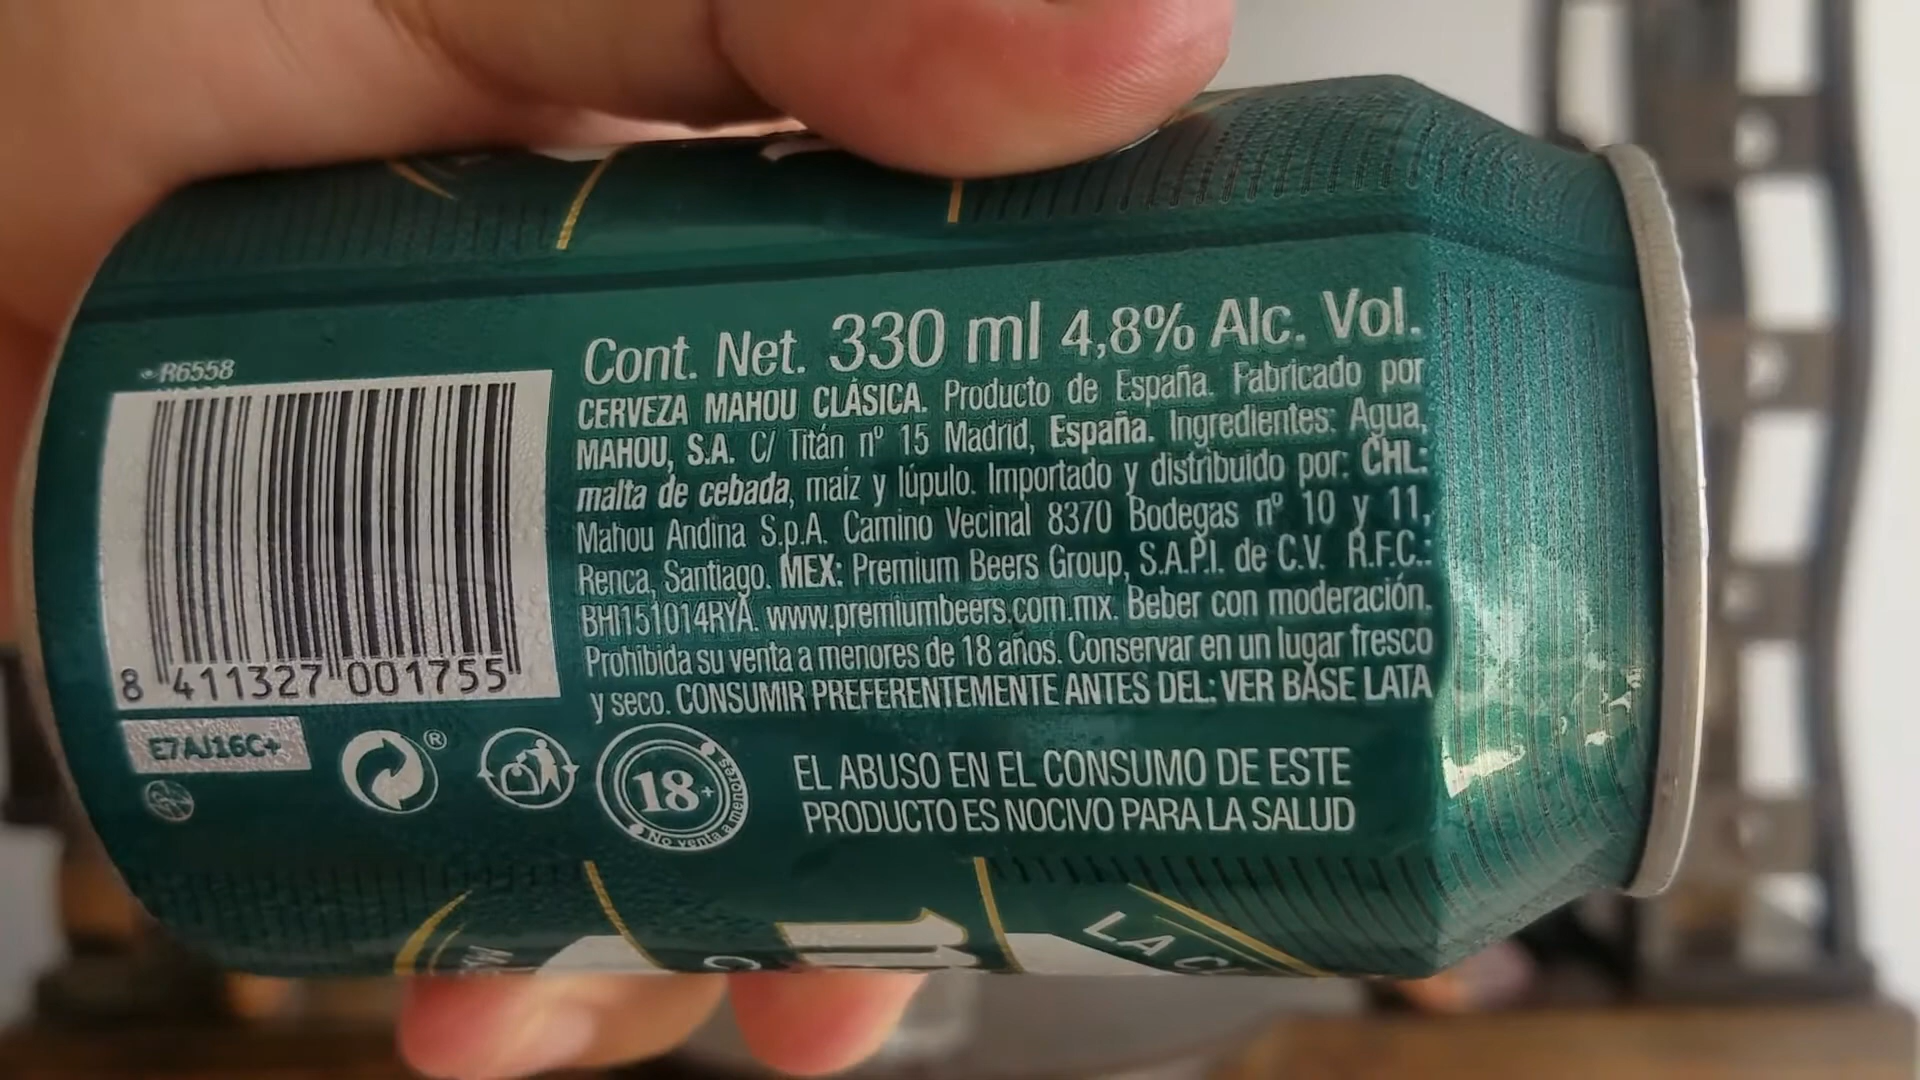 R6558
Cont. Net. 330 ml 4,8% Alc. Vol.
CERVEZA MAHOU CLÁSICA. Producto de España. Fabricado por
MAHOU, S.A. C/ Titán nº 15 Madrid, España. Ingredientes: Agua,
malta de cebada, maíz y lúpulo. Importado y distribuido por: CHL:
Mahou Andina S.p.A. Camino Vecinal 8370 Bodegas nº 10 y 11,
Renca, Santiago. MEX: Premium Beers Group, S.A.P.I. de C.V. R.F.C.:
BHI151014RYA. www.premiumbeers.com.mx. Beber con moderación.
Prohibida su venta a menores de 18 años. Conservar en un lugar fresco
y seco. CONSUMIR PREFERENTEMENTE ANTES DEL: VER BASE LATA
8 411327 001755
E7AJ16C+
®
18+
No venta a menores
EL ABUSO EN EL CONSUMO DE ESTE
PRODUCTO ES NOCIVO PARA LA SALUD
LA